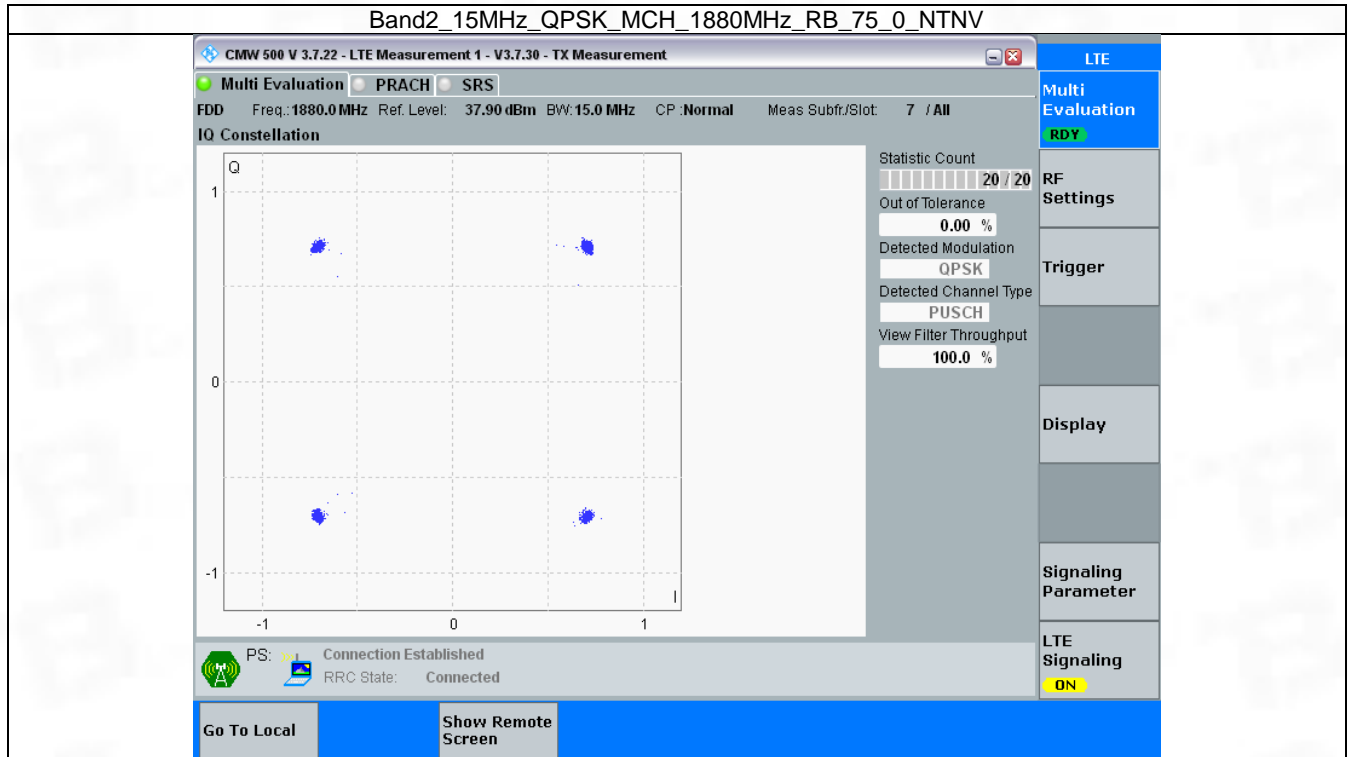 Band2_15MHz_QPSK_MCH_1880MHz_RB_75_0_NTNV
CMW 500 V 3.7.22 - LTE Measurement 1 - V3.7.30 - TX Measurement
Multi Evaluation PRACH SRS
FDD Freq.: 1880.0 MHz Ref. Level: 37.90 dBm BW: 15.0 MHz CP : Normal Meas Subfr./Slot: 7 / All
IQ Constellation
Q
1
0
-1
I
-1 0 1
Statistic Count
20 / 20
Out of Tolerance
0.00 %
Detected Modulation
QPSK
Detected Channel Type
PUSCH
View Filter Throughput
100.0 %
PS: Connection Established
RRC State: Connected
LTE
Multi
Evaluation
RDY
RF
Settings
Trigger
Display
Signaling
Parameter
LTE
Signaling
ON
Go To Local
Show Remote
Screen